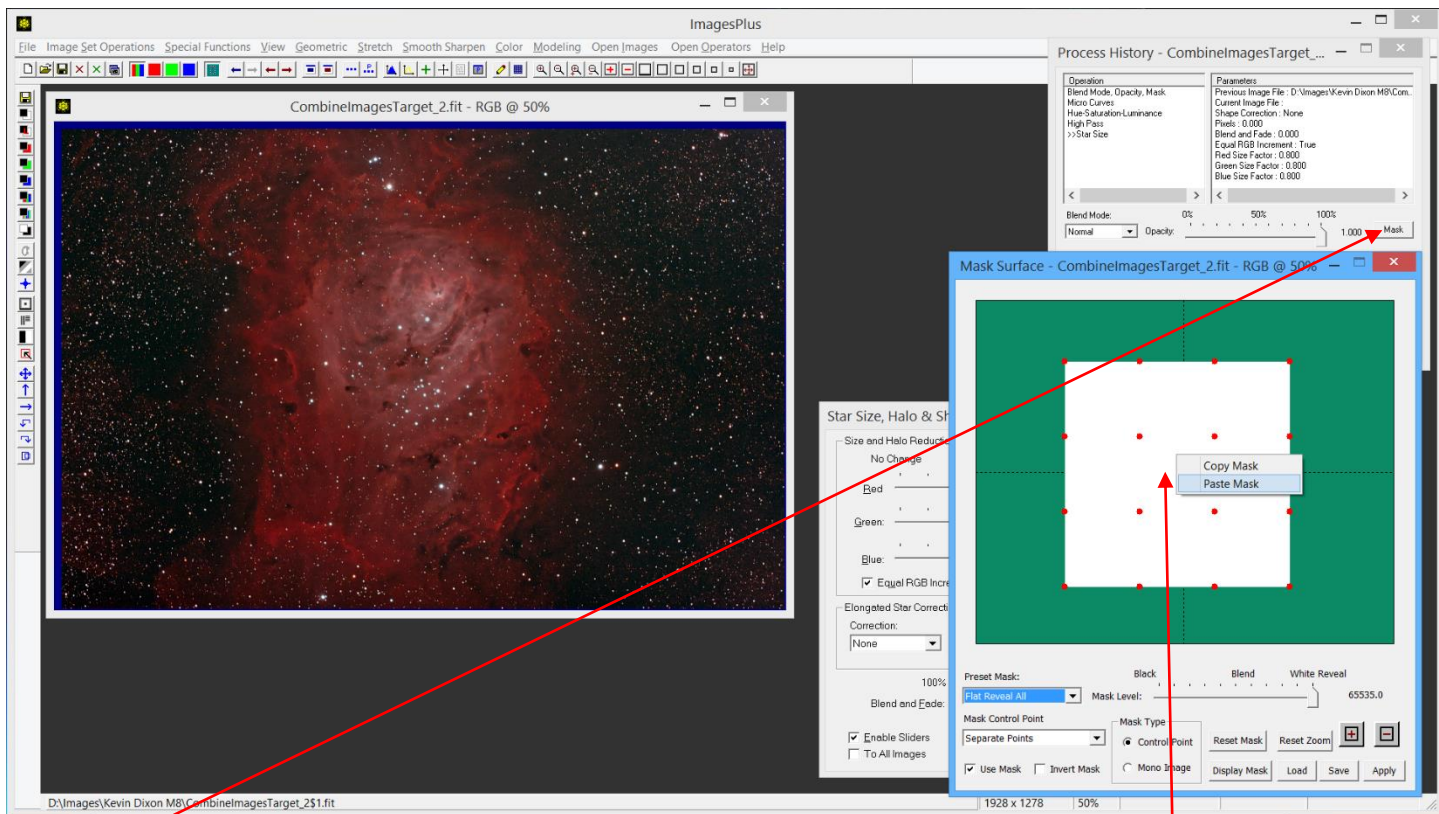 ImagesPlus
File Image Set Operations Special Functions View Geometric Stretch Smooth Sharpen Color Modeling Open Images Open Operators Help
CombineImagesTarget_2.fit - RGB @ 50%
Process History - CombineImagesTarget_...
Operation
Blend Mode, Opacity, Mask
Micro Curves
Hue-Saturation-Luminance
High Pass
>>Star Size
Parameters
Previous Image File : D:\Images\Kevin Dixon M8\Com..
Current Image File :
Shape Correction : None
Pixels : 0.000
Blend and Fade : 0.000
Equal RGB Increment : True
Red Size Factor : 0.800
Green Size Factor : 0.800
Blue Size Factor : 0.800
Blend Mode: 0% 50% 100%
Normal Opacity: 1.000 Mask
Mask Surface - CombineImagesTarget_2.fit - RGB @ 50%
Copy Mask
Paste Mask
Star Size, Halo & Sh
Size and Halo Reductio
No Change
Red
Green:
Blue:
Equal RGB Incre
Elongated Star Correcti
Correction:
None
100%
Blend and Fade:
Enable Sliders
To All Images
Preset Mask: Black Blend White Reveal
Flat Reveal All Mask Level: 65535.0
Mask Control Point Mask Type
Separate Points Control Point Reset Mask Reset Zoom
Use Mask Invert Mask Mono Image Display Mask Load Save Apply
D:\Images\Kevin Dixon M8\CombineImagesTarget_2$1.fit 1928 x 1278 50%